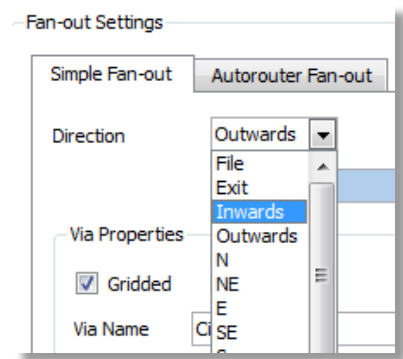 Fan-out Settings
Simple Fan-out Autorouter Fan-out
Direction Outwards
File
Exit
Inwards
Via Properties Outwards
N
Gridded NE
E
Via Name Ci SE